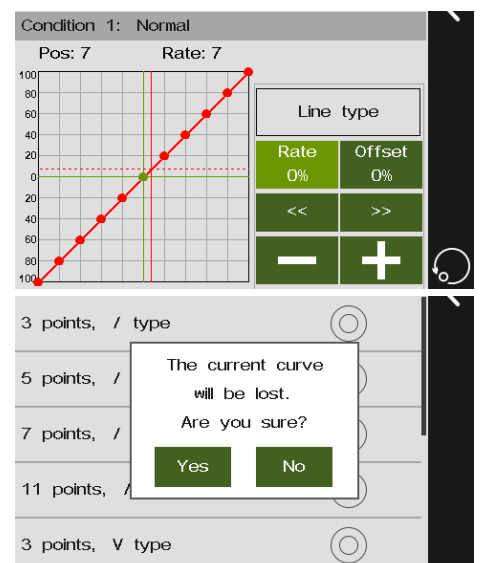 Condition 1: Normal
Pos: 7 Rate: 7
100
80
60
40
20
0
20
40
60
80
100
Line type
Rate Offset
0% 0%
<< >>
− +
3 points, / type
5 points, /
7 points, /
11 points, /
3 points, V type
The current curve
will be lost.
Are you sure?
Yes No